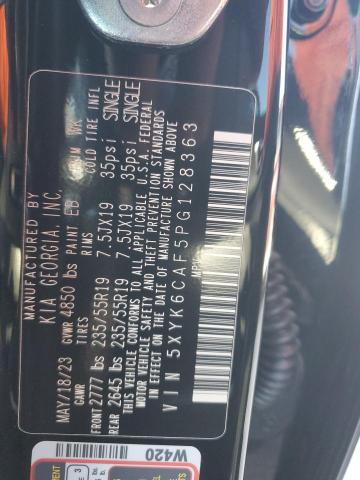 MANUFACTURED BY
KIA GEORGIA, INC.
MAY/18/23 GVWR 4850 lbs PAINT EB
GAWR TIRES RIMS COLD TIRE INFL
FRONT 2777 lbs 235/55R19 7.5JX19 35psi SINGLE
REAR 2645 lbs 235/55R19 7.5JX19 35psi SINGLE
THIS VEHICLE CONFORMS TO ALL APPLICABLE U.S.A. FEDERAL
MOTOR VEHICLE SAFETY AND THEFT PREVENTION STANDARDS
IN EFFECT ON THE DATE OF MANUFACTURE SHOWN ABOVE
VIN 5XYK6CAF5PG128363
MPV
W420